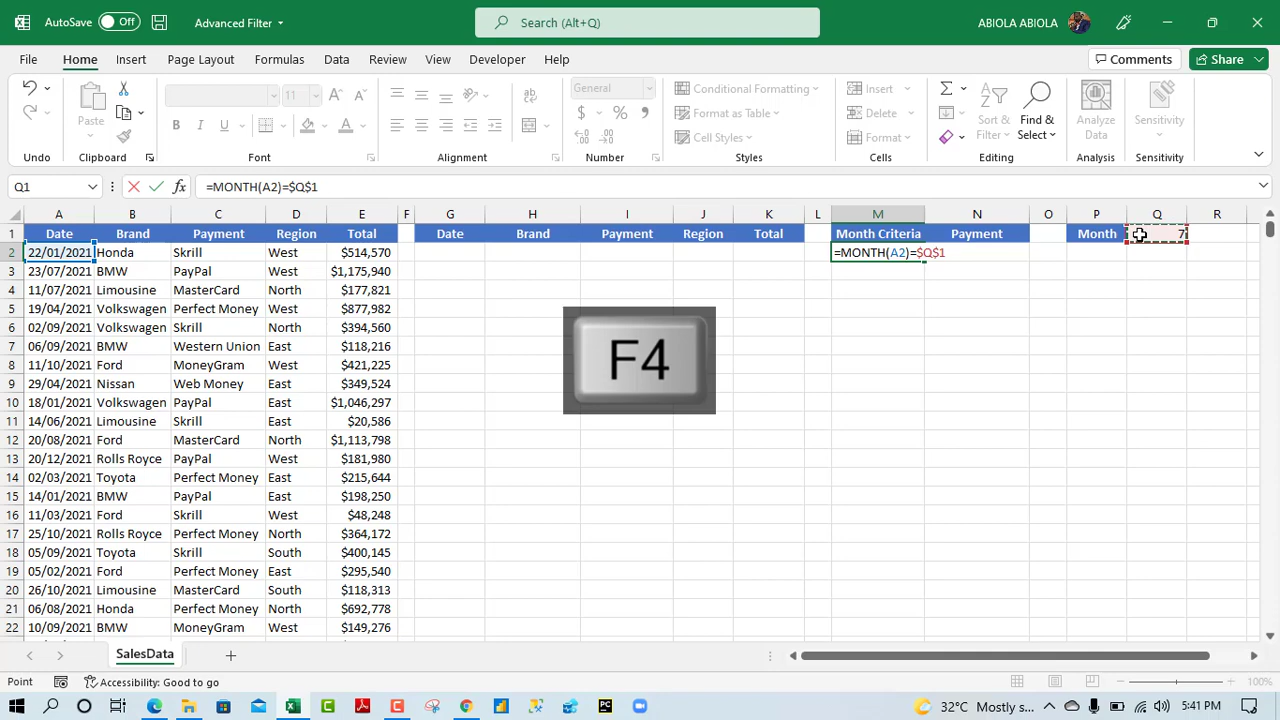 AutoSave Off Advanced Filter Search (Alt+Q) ABIOLA ABIOLA
File Home Insert Page Layout Formulas Data Review View Developer Help Comments Share
General 11
Paste
Conditional Formatting
Format as Table
Cell Styles
Insert
Delete
Format
Sort &
Filter
Find &
Select
Analyze
Data
Sensitivity
Undo Clipboard Font Alignment Number Styles Cells Editing Analysis Sensitivity
Q1 fx =MONTH(A2)=$Q$1
A B C D E F G H I J K L M N O P Q R
1 Date Brand Payment Region Total Date Brand Payment Region Total Month Criteria Payment Month 7
2 22/01/2021 Honda Skrill West $514,570 =MONTH(A2)=$Q$1
3 23/07/2021 BMW PayPal West $1,175,940
4 11/07/2021 Limousine MasterCard North $177,821
5 19/04/2021 Volkswagen Perfect Money West $877,982
6 02/09/2021 Volkswagen Skrill North $394,560
7 06/09/2021 BMW Western Union East $118,216
8 11/10/2021 Ford MoneyGram West $421,225
9 29/04/2021 Nissan Web Money East $349,524
10 18/01/2021 Volkswagen PayPal East $1,046,297
11 14/06/2021 Limousine Skrill East $20,586
12 20/08/2021 Ford MasterCard North $1,113,798
13 20/12/2021 Rolls Royce PayPal West $181,980
14 02/03/2021 Toyota Perfect Money East $215,644
15 14/01/2021 BMW PayPal East $198,250
16 11/03/2021 Ford Skrill West $48,248
17 25/10/2021 Rolls Royce Perfect Money North $364,172
18 05/09/2021 Toyota Skrill South $400,145
19 05/02/2021 Ford Perfect Money East $295,540
20 26/10/2021 Limousine MasterCard South $118,313
21 06/08/2021 Honda Perfect Money North $692,778
22 10/09/2021 BMW MoneyGram West $149,276
F4
SalesData
Point Accessibility: Good to go 100%
32°C Mostly s... 5:41 PM